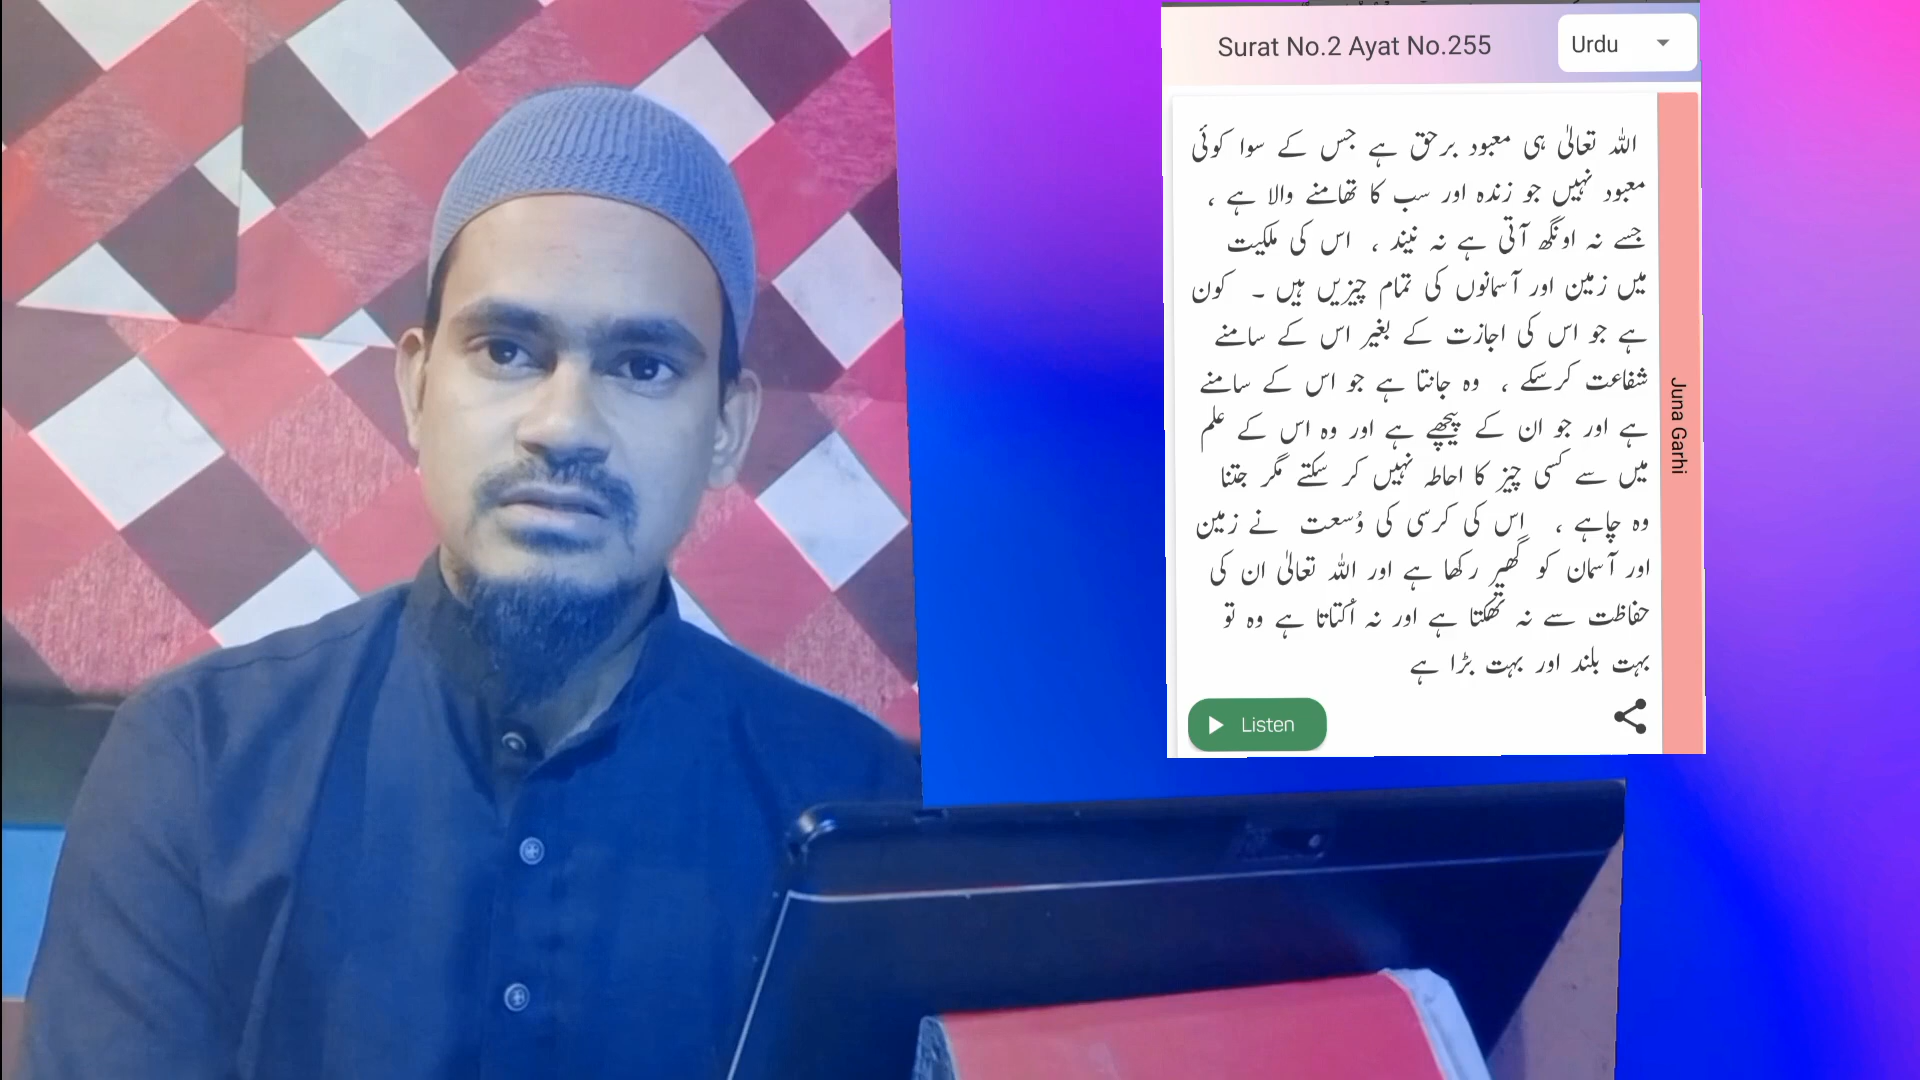 Surat No.2 Ayat No.255
Urdu
اللہ تعالیٰ ہی معبود برحق ہے جس کے سوا کوئی
معبود نہیں جو زندہ اور سب کا تھامنے والا ہے ،
جسے نہ اونگھ آتی ہے نہ نیند ، اس کی ملکیت
میں زمین اور آسمانوں کی تمام چیزیں ہیں ۔ کون
ہے جو اس کی اجازت کے بغیر اس کے سامنے
شفاعت کرسکے ، وہ جانتا ہے جو اس کے سامنے
ہے اور جو ان کے پیچھے ہے اور وہ اس کے علم
میں سے کسی چیز کا احاطہ نہیں کر سکتے مگر جتنا
وہ چاہے ، اس کی کرسی کی وُسعت نے زمین
اور آسمان کو گھیر رکھا ہے اور اللہ تعالیٰ ان کی
حفاظت سے نہ تھکتا ہے اور نہ اُکتاتا ہے وہ تو
بہت بلند اور بہت بڑا ہے
Juna Garhi
Listen